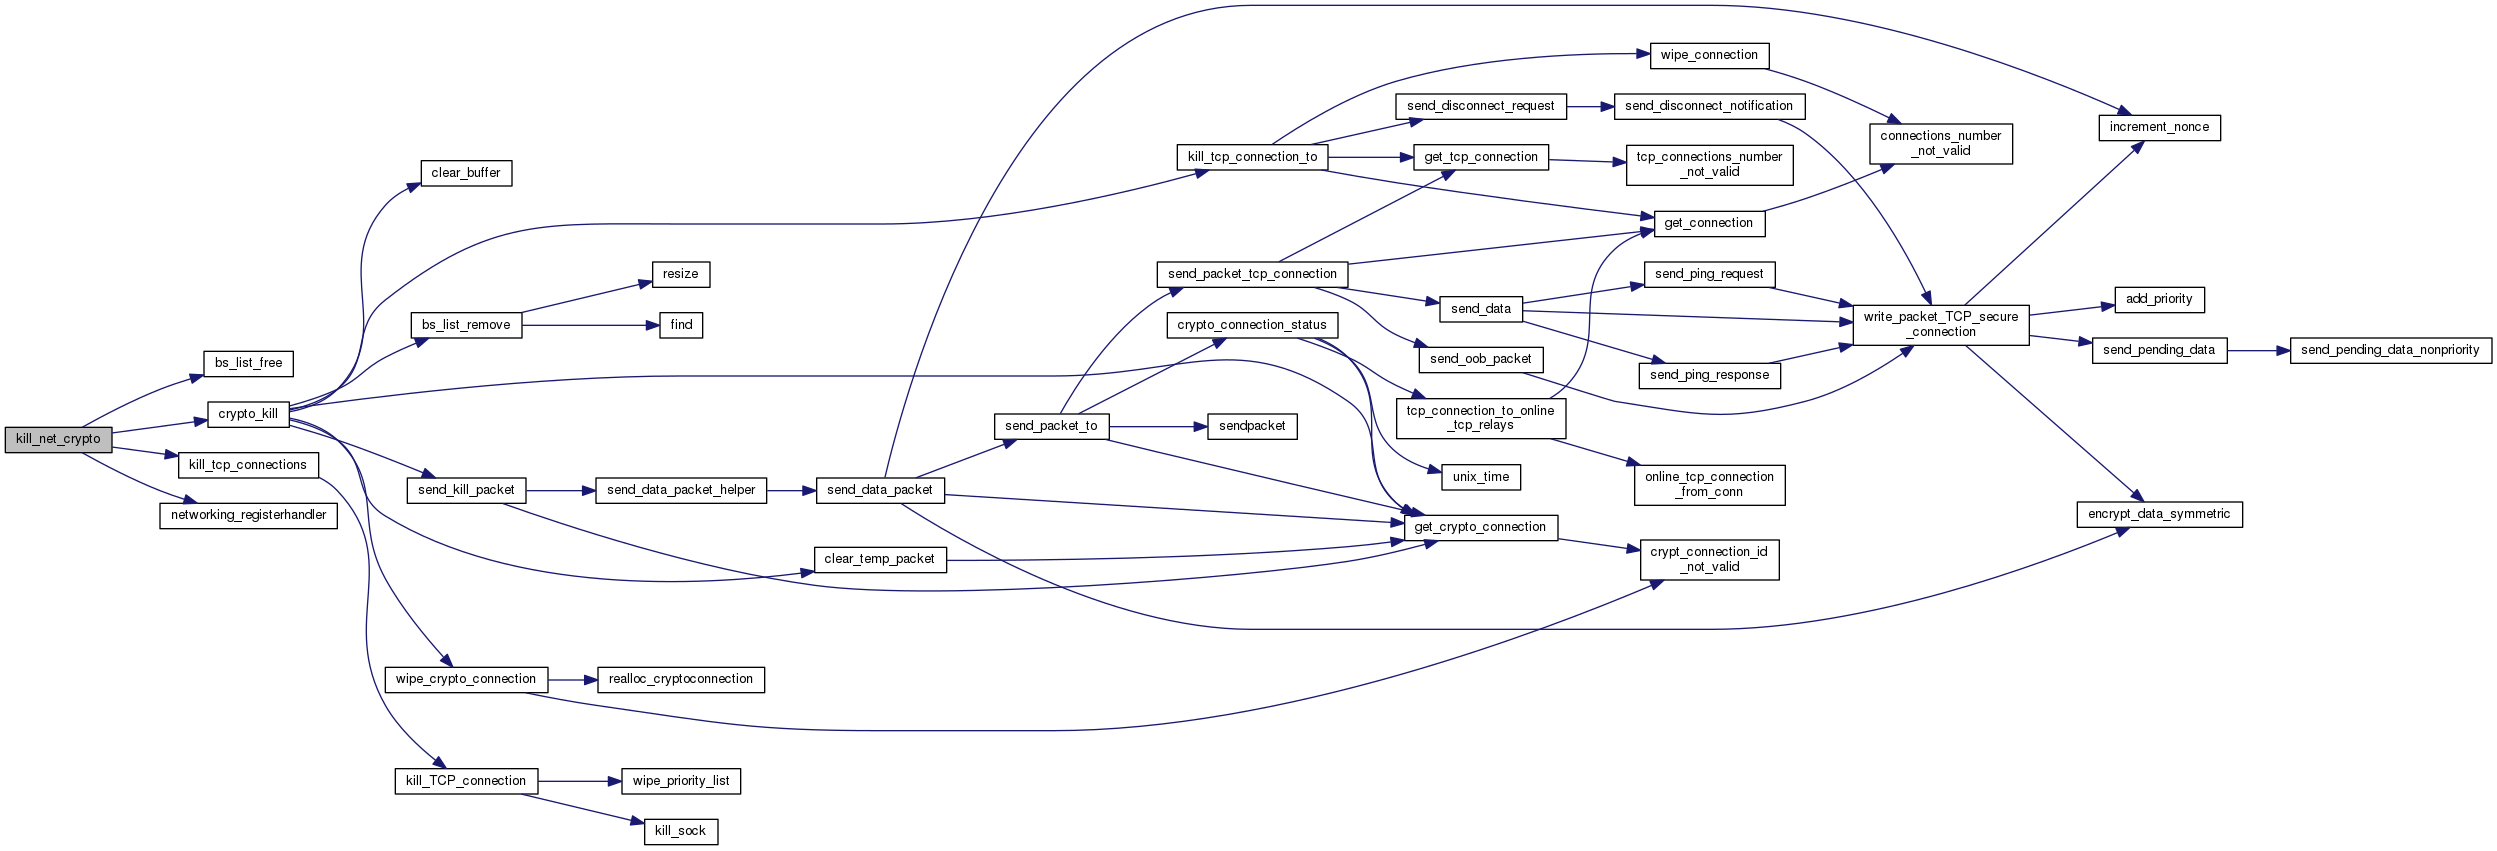 kill_net_crypto
bs_list_free
crypto_kill
kill_tcp_connections
networking_registerhandler
clear_buffer
bs_list_remove
send_kill_packet
wipe_crypto_connection
kill_TCP_connection
resize
find
send_data_packet_helper
realloc_cryptoconnection
wipe_priority_list
kill_sock
send_data_packet
clear_temp_packet
send_packet_to
kill_tcp_connection_to
send_packet_tcp_connection
crypto_connection_status
sendpacket
send_disconnect_request
get_tcp_connection
send_data
send_oob_packet
tcp_connection_to_online
_tcp_relays
unix_time
get_crypto_connection
wipe_connection
send_disconnect_notification
tcp_connections_number
_not_valid
get_connection
send_ping_request
send_ping_response
online_tcp_connection
_from_conn
crypt_connection_id
_not_valid
connections_number
_not_valid
write_packet_TCP_secure
_connection
increment_nonce
add_priority
send_pending_data
encrypt_data_symmetric
send_pending_data_nonpriority